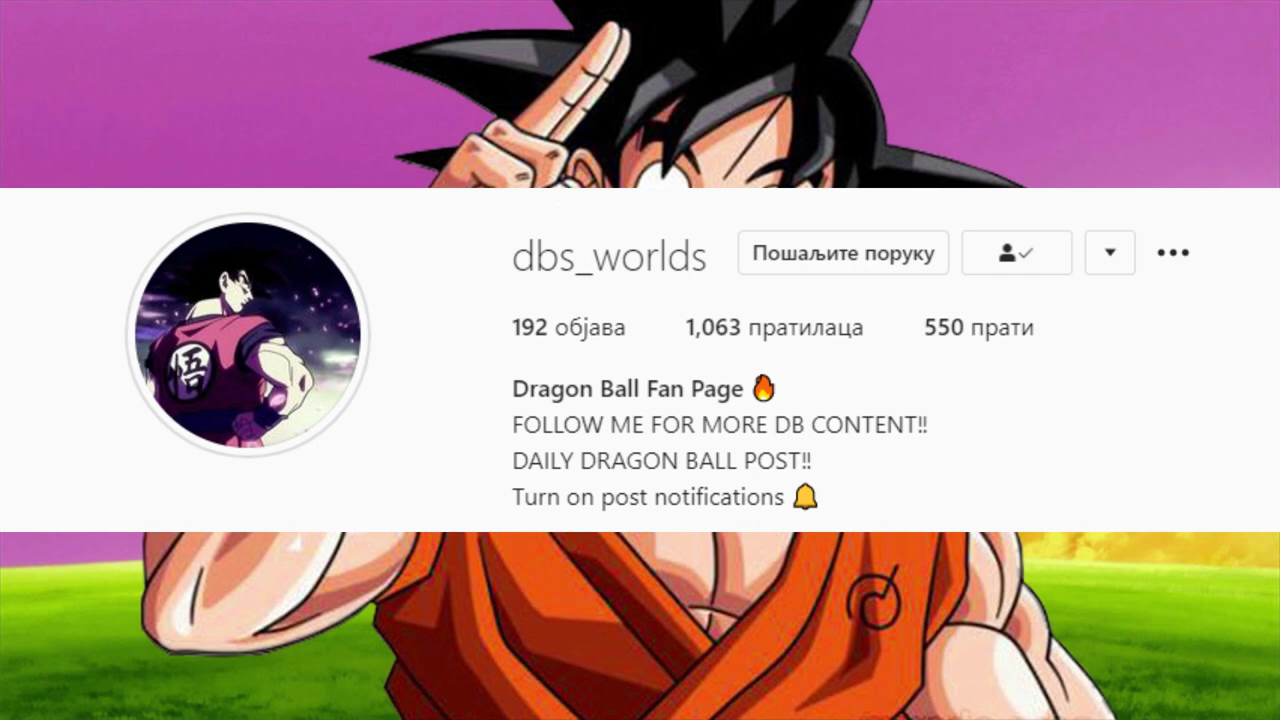 dbs_worlds Пошаљите поруку
192 објава 1,063 пратилаца 550 прати
Dragon Ball Fan Page 🔥
FOLLOW ME FOR MORE DB CONTENT!!
DAILY DRAGON BALL POST!!
Turn on post notifications 🔔
悟